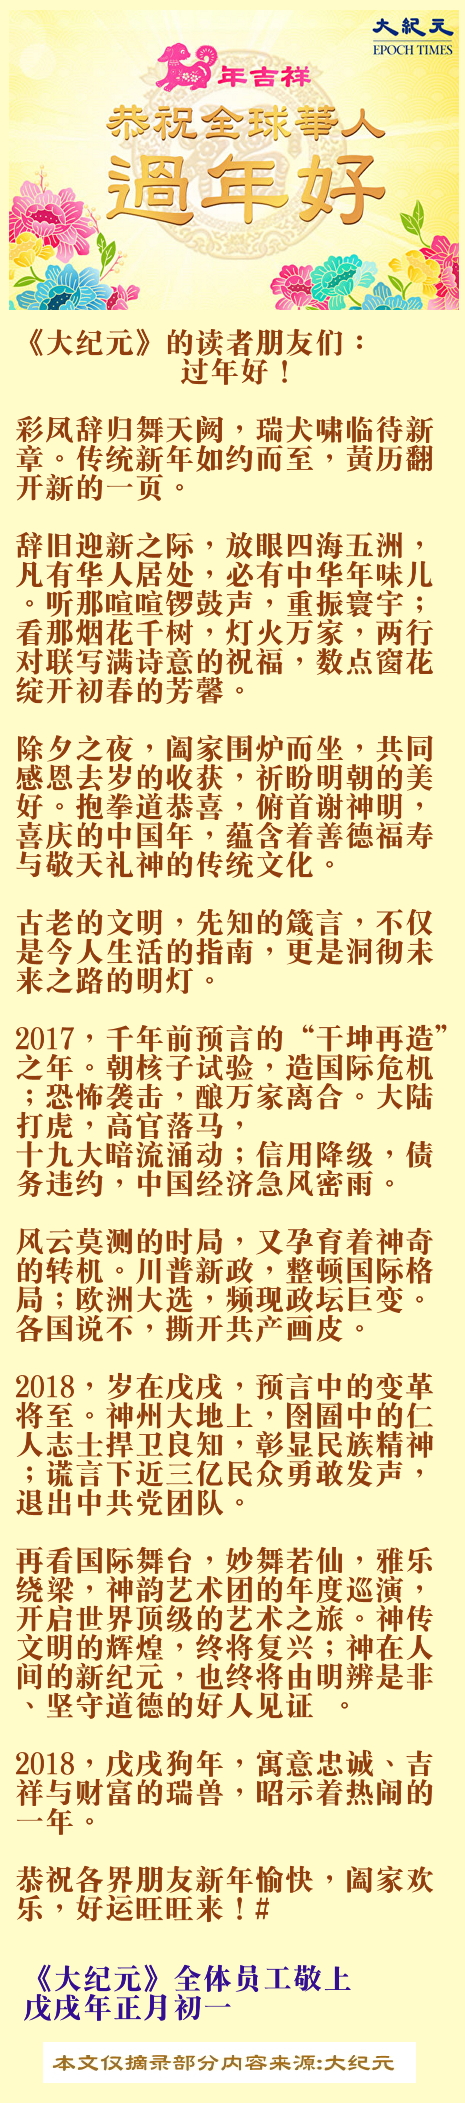 大紀元
EPOCH TIMES
年吉祥
恭祝全球華人
過年好
《大纪元》的读者朋友们：
过年好！
彩凤辞归舞天阙，瑞犬啸临待新
章。传统新年如约而至，黄历翻
开新的一页。
辞旧迎新之际，放眼四海五洲，
凡有华人居处，必有中华年味儿
。听那喧喧锣鼓声，重振寰宇；
看那烟花千树，灯火万家，两行
对联写满诗意的祝福，数点窗花
绽开初春的芳馨。
除夕之夜，阖家围炉而坐，共同
感恩去岁的收获，祈盼明朝的美
好。抱拳道恭喜，俯首谢神明，
喜庆的中国年，蕴含着善德福寿
与敬天礼神的传统文化。
古老的文明，先知的箴言，不仅
是今人生活的指南，更是洞彻未
来之路的明灯。
2017，千年前预言的“干坤再造”
之年。朝核子试验，造国际危机
；恐怖袭击，酿万家离合。大陆
打虎，高官落马，
十九大暗流涌动；信用降级，债
务违约，中国经济急风密雨。
风云莫测的时局，又孕育着神奇
的转机。川普新政，整顿国际格
局；欧洲大选，频现政坛巨变。
各国说不，撕开共产画皮。
2018，岁在戊戌，预言中的变革
将至。神州大地上，囹圄中的仁
人志士捍卫良知，彰显民族精神
；谎言下近三亿民众勇敢发声，
退出中共党团队。
再看国际舞台，妙舞若仙，雅乐
绕梁，神韵艺术团的年度巡演，
开启世界顶级的艺术之旅。神传
文明的辉煌，终将复兴；神在人
间的新纪元，也终将由明辨是非
、坚守道德的好人见证 。
2018，戊戌狗年，寓意忠诚、吉
祥与财富的瑞兽，昭示着热闹的
一年。
恭祝各界朋友新年愉快，阖家欢
乐，好运旺旺来！#
《大纪元》全体员工敬上
戊戌年正月初一
本文仅摘录部分内容来源:大纪元